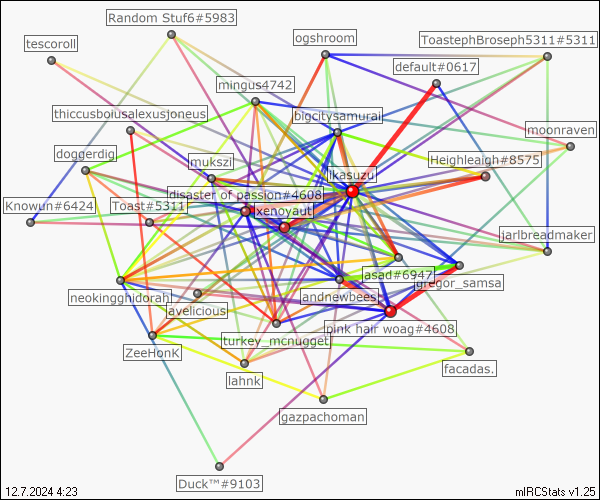 Random Stuf6#5983
tescoroll
ogshroom
ToastephBroseph5311#5311
default#0617
mingus4742
thiccusboiusalexusjoneus
bigcitysamurai
moonraven
doggerdig
mukszi
Heighleigh#8575
ikasuzu
disaster of passion#4608
Knowun#6424
Toast#5311
xenoyaut
jarlbreadmaker
asad#6947
gregor_samsa
neokingghidorah
andnewbees
avelicious
pink hair woag#4608
turkey_mcnugget
ZeeHonK
lahnk
facadas.
gazpachoman
Duck™#9103
12.7.2024 4:23
mIRCStats v1.25